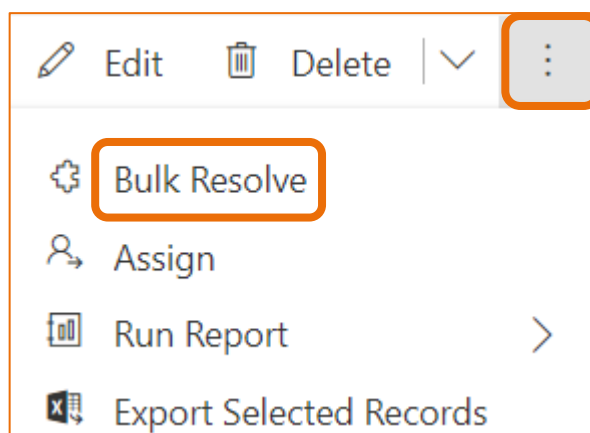 Edit Delete
Bulk Resolve
Assign
Run Report
Export Selected Records